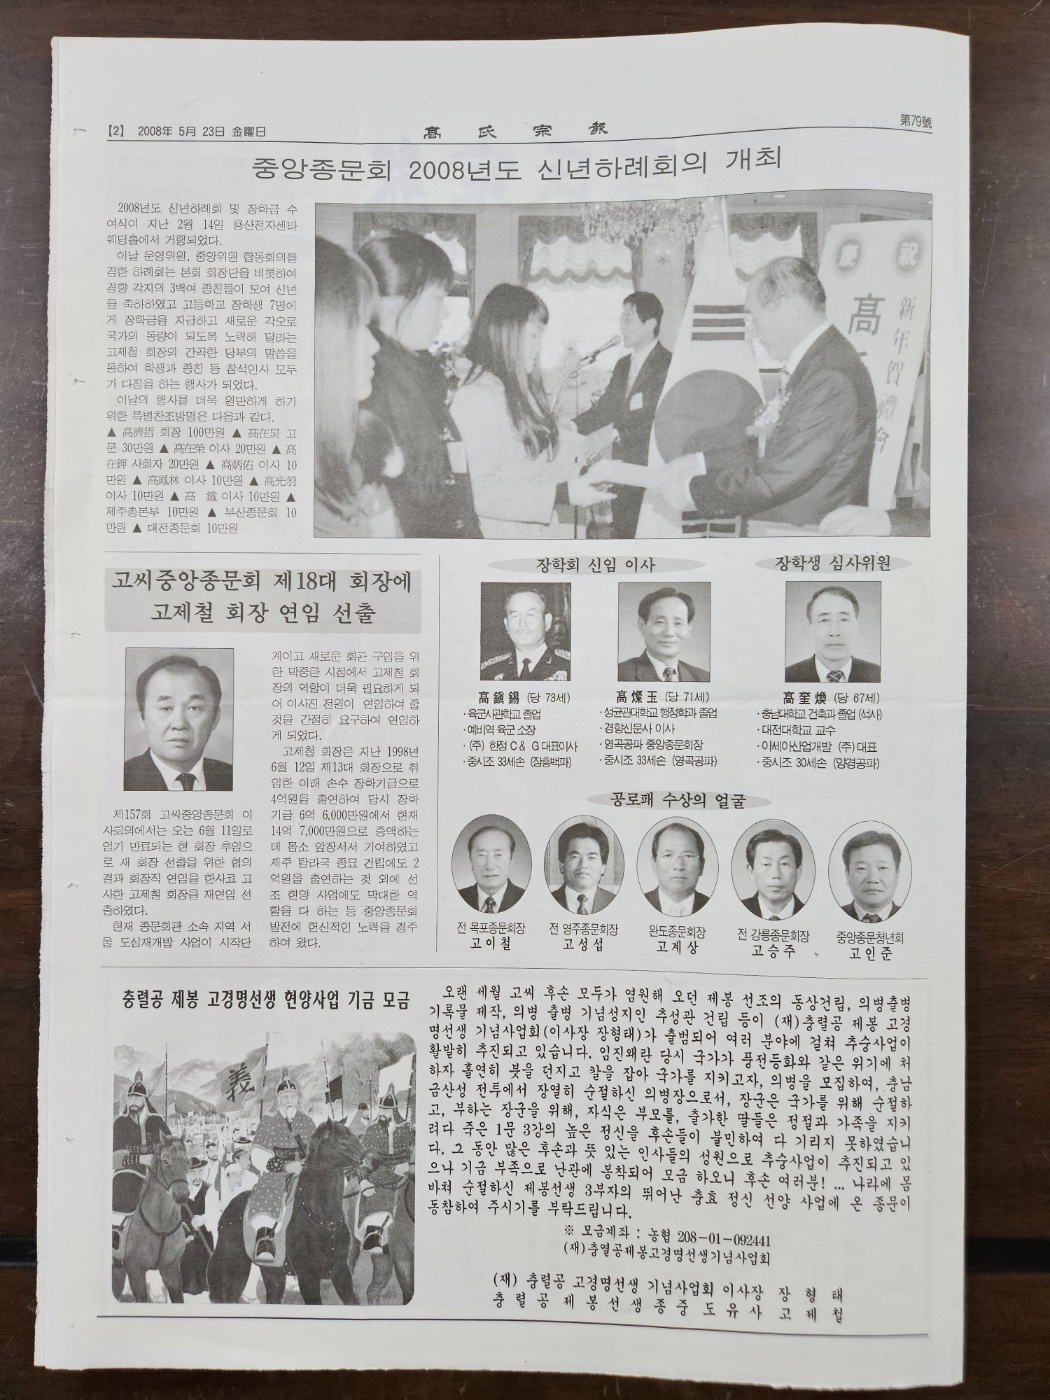 【2】 2008年 5月 23日 金曜日
高 氏 宗 報
第79號
중앙종문회 2008년도 신년하례회의 개최
2008년도 신년하례회 및 장학금 수
여식이 지난 2월 14일 용산전자센타
웨딩홀에서 거행되었다.
이날 운영위원, 중앙위원 합동회의를
겸한 하례회는 본회 회장단을 비롯하여
경향 각지의 3백여 종친들이 모여 신년
을 축하하였고 고등학교 장학생 7명에
게 장학금을 지급하고 새로운 각오로
국가의 동량이 되도록 노력해 달라는
고제철 회장의 간곡한 당부의 말씀을
통하여 학생과 종친 등 참석인사 모두
가 다짐을 하는 행사가 되었다.
이날의 행사를 더욱 원만하게 하기
위한 특별찬조방명은 다음과 같다.
▲ 高濟哲 회장 100만원 ▲ 高在炅 고
문 30만원 ▲ 高在榮 이사 20만원 ▲ 高
在鉀 사회자 20만원 ▲ 高炳佑 이사 10
만원 ▲ 高鳳林 이사 10만원 ▲ 高光羽
이사 10만원 ▲ 高 鐵 이사 10만원 ▲
제주총본부 10만원 ▲ 부산종문회 10
만원 ▲ 대전종문회 10만원
慶 祝
高
新年賀禮會
고씨중앙종문회 제18대 회장에
고제철 회장 연임 선출
제157회 고씨중앙종문회 이
사회의에서는 오는 6월 11일로
임기 만료되는 현 회장 후임으
로 새 회장 선출을 위한 협의
결과 회장직 연임을 한사코 고
사한 고제철 회장을 재연임 선
출하였다.
현재 종문회관 소속 지역 서
울 도심재개발 사업이 시작단
계이고 새로운 회관 구입을 위
한 막중한 시점에서 고제철 회
장의 역할이 더욱 필요하게 되
어 이사진 전원이 연임하여 줄
것을 간절히 요구하여 연임하
게 되었다.
고제철 회장은 지난 1998년
6월 12일 제13대 회장으로 취
임한 이래 손수 장학기금으로
4억원을 출연하여 당시 장학
기금 6억 6,000만원에서 현재
14억 7,000만원으로 증액하는
데 몸소 앞장서서 기여하였고
제주 탐라국 종묘 건립에도 2
억원을 출연하는 것 외에 선
조 현양 사업에도 막대한 역
할을 다 하는 등 중앙종문회
발전에 헌신적인 노력을 경주
하여 왔다.
장학회 신임 이사
高鎭錫 (당 73세)
·육군사관학교 졸업
·예비역 육군 소장
·(주) 한정 C & G 대표이사
·중시조 33세손 (장흥백파)
高燦玉 (당 71세)
·성균관대학교 행정학과 졸업
·경향신문사 이사
·영곡공파 중앙종문회장
·중시조 33세손 (영곡공파)
장학생 심사위원
高奎煥 (당 67세)
·충남대학교 건축과 졸업 (석사)
·대전대학교 교수
·아세아산업개발 (주) 대표
·중시조 30세손 (양경공파)
공로패 수상의 얼굴
전 목포종문회장
고 이 철
전 영주종문회장
고 성 섭
완도종문회장
고 계 상
전 강릉종문회장
고 승 주
중앙종문청년회
고 인 준
충렬공 제봉 고경명선생 현양사업 기금 모금
義
오랜 세월 고씨 후손 모두가 염원해 오던 제봉 선조의 동상건립, 의병출병
기록물 제작, 의병 출병 기념성지인 추성관 건립 등이 (재)충렬공 제봉 고경
명선생 기념사업회(이사장 장형태)가 출범되어 여러 분야에 걸쳐 추숭사업이
활발히 추진되고 있습니다. 임진왜란 당시 국가가 풍전등화와 같은 위기에 처
하자 홀연히 붓을 던지고 칼을 잡아 국가를 지키고자, 의병을 모집하여, 충남
금산성 전투에서 장열히 순절하신 의병장으로서, 장군은 국가를 위해 순절하
고, 부하는 장군을 위해, 자식은 부모를, 출가한 딸들은 정절과 가족을 지키
려다 죽은 1문 3강의 높은 정신을 후손들이 불민하여 다 기리지 못하였습니
다. 그 동안 많은 후손과 뜻 있는 인사들의 성원으로 추숭사업이 추진되고 있
으나 기금 부족으로 난관에 봉착되어 모금 하오니 후손 여러분! ... 나라에 몸
바쳐 순절하신 제봉선생 3부자의 뛰어난 충효 정신 선양 사업에 온 종문이
동참하여 주시기를 부탁드립니다.
※ 모금계좌 : 농협 208-01-092441
(재)충열공제봉고경명선생기념사업회
(재) 충렬공 고경명선생 기념사업회 이사장 장 형 태
충 렬 공 제 봉 선 생 종 중 도 유 사 고 제 철